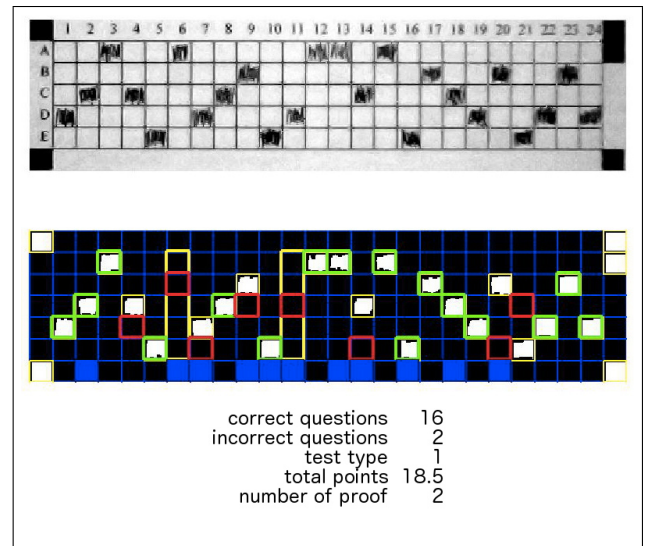 1 2 3 4 5 6 7 8 9 10 11 12 13 14 15 16 17 18 19 20 21 22 23 24
A
B
C
D
E
correct questions 16
incorrect questions 2
test type 1
total points 18.5
number of proof 2